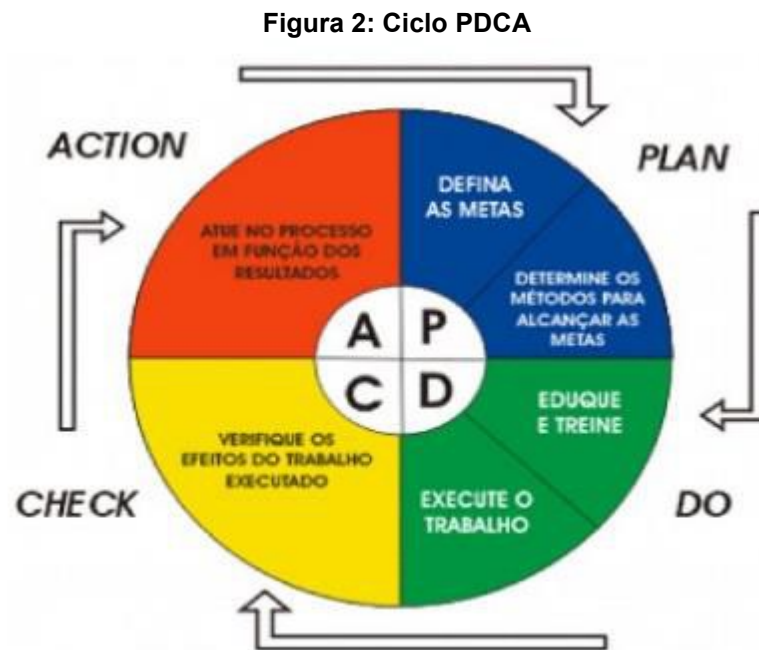 Figura 2: Ciclo PDCA
ACTION
PLAN
DEFINA
AS METAS
ATUE NO PROCESSO
EM FUNÇÃO DOS
RESULTADOS
DETERMINE OS
MÉTODOS PARA
ALCANÇAR AS
METAS
A P
C D
EDUQUE
E TREINE
VERIFIQUE OS
EFEITOS DO TRABALHO
EXECUTADO
EXECUTE O
TRABALHO
CHECK
DO